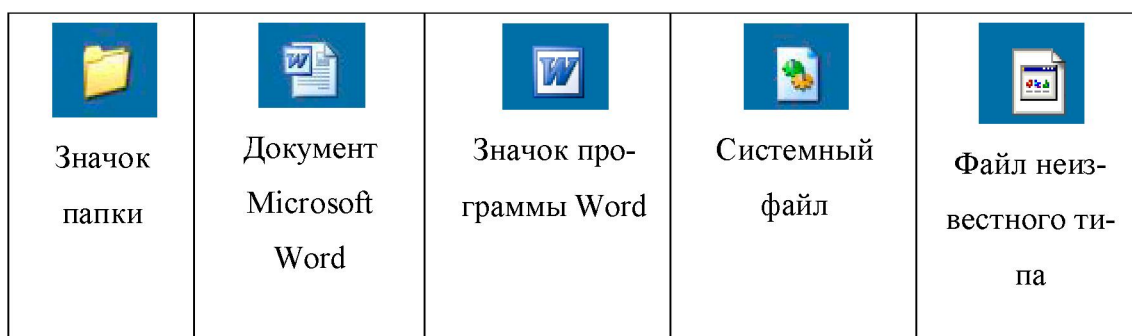 Значок
папки
Документ
Microsoft
Word
Значок про-
граммы Word
Системный
файл
Файл неиз-
вестного ти-
па